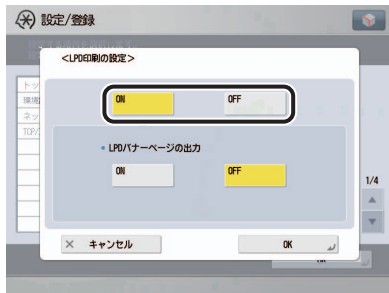 設定/登録
<LPD印刷の設定>
ON OFF
LPDバナーページの出力
ON OFF
1/4
× キャンセル OK